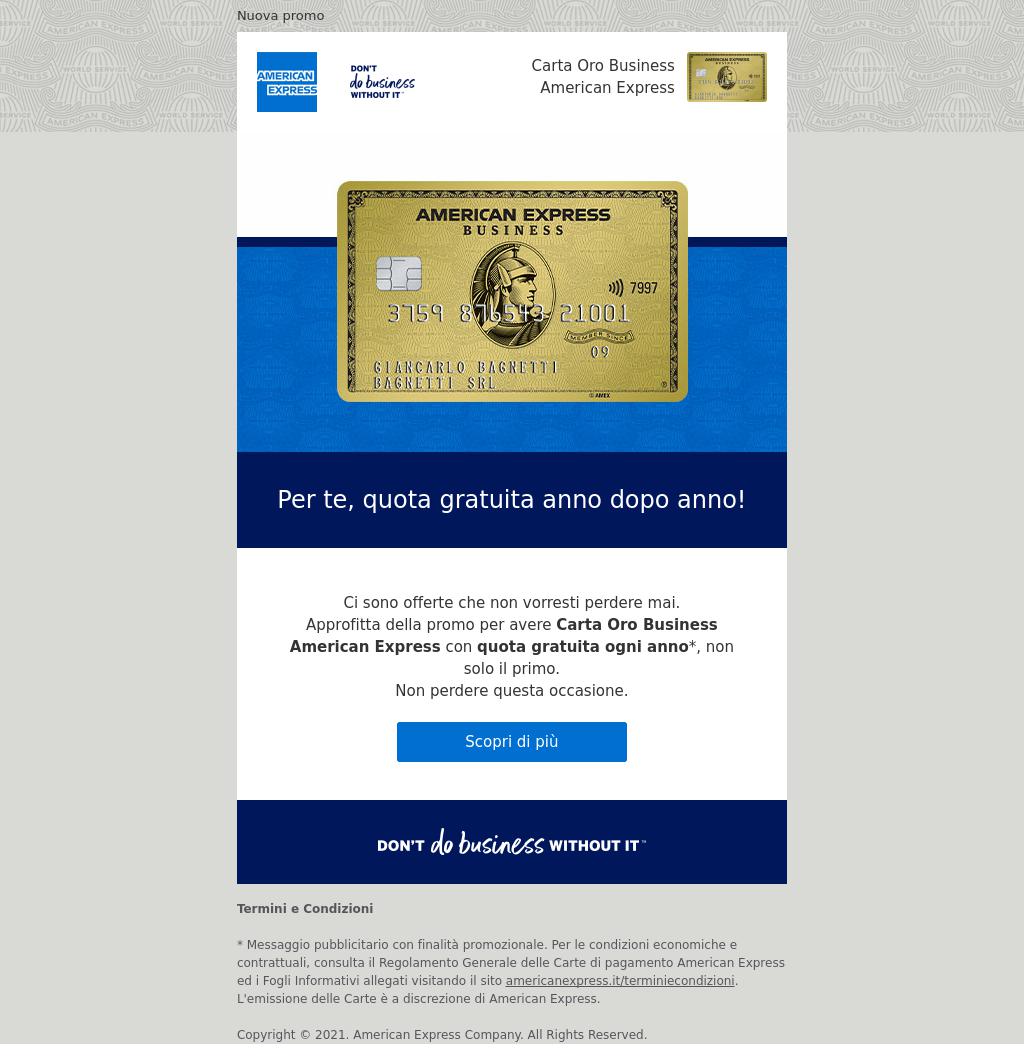 Nuova promo
AMERICAN
EXPRESS
DON'T
do business
WITHOUT IT™
Carta Oro Business
American Express
AMERICAN EXPRESS
BUSINESS
7997
3759 876543 21001
MEMBER SINCE
09
GIANCARLO BAGNETTI
BAGNETTI SRL
®
© AMEX
Per te, quota gratuita anno dopo anno!
Ci sono offerte che non vorresti perdere mai.
Approfitta della promo per avere Carta Oro Business
American Express con quota gratuita ogni anno*, non
solo il primo.
Non perdere questa occasione.
Scopri di più
DON'T do business WITHOUT IT™
Termini e Condizioni
* Messaggio pubblicitario con finalità promozionale. Per le condizioni economiche e
contrattuali, consulta il Regolamento Generale delle Carte di pagamento American Express
ed i Fogli Informativi allegati visitando il sito americanexpress.it/terminiecondizioni.
L'emissione delle Carte è a discrezione di American Express.
Copyright © 2021. American Express Company. All Rights Reserved.